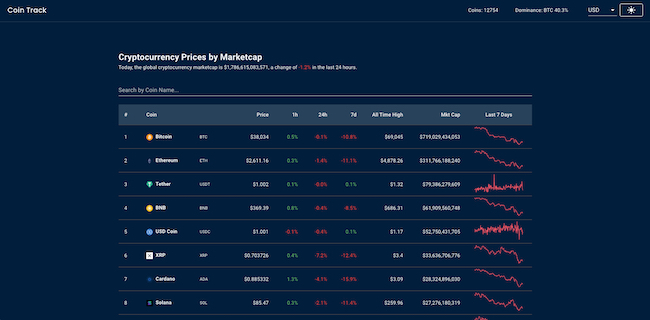 Coin Track Coins: 12754 Dominance: BTC 40.3% USD
Cryptocurrency Prices by Marketcap
Today, the global cryptocurrency marketcap is $1,786,615,083,571, a change of -1.2% in the last 24 hours.
Search by Coin Name...
# Coin Price 1h 24h 7d All Time High Mkt Cap Last 7 Days
1 Bitcoin BTC $38,034 0.5% -0.1% -10.8% $69,045 $719,029,434,053
2 Ethereum ETH $2,611.16 0.3% -1.4% -11.1% $4,878.26 $311,766,188,240
3 Tether USDT $1.002 0.1% -0.0% 0.1% $1.32 $79,386,279,609
4 BNB BNB $369.39 0.8% -0.4% -8.5% $686.31 $61,909,560,748
5 USD Coin USDC $1.001 -0.1% -0.4% 0.1% $1.17 $52,750,431,705
6 XRP XRP $0.703726 0.4% -7.2% -12.4% $3.4 $33,636,706,776
7 Cardano ADA $0.885332 1.3% -4.1% -15.9% $3.09 $28,324,896,030
8 Solana SOL $85.47 0.3% -2.1% -11.4% $259.96 $27,276,180,319